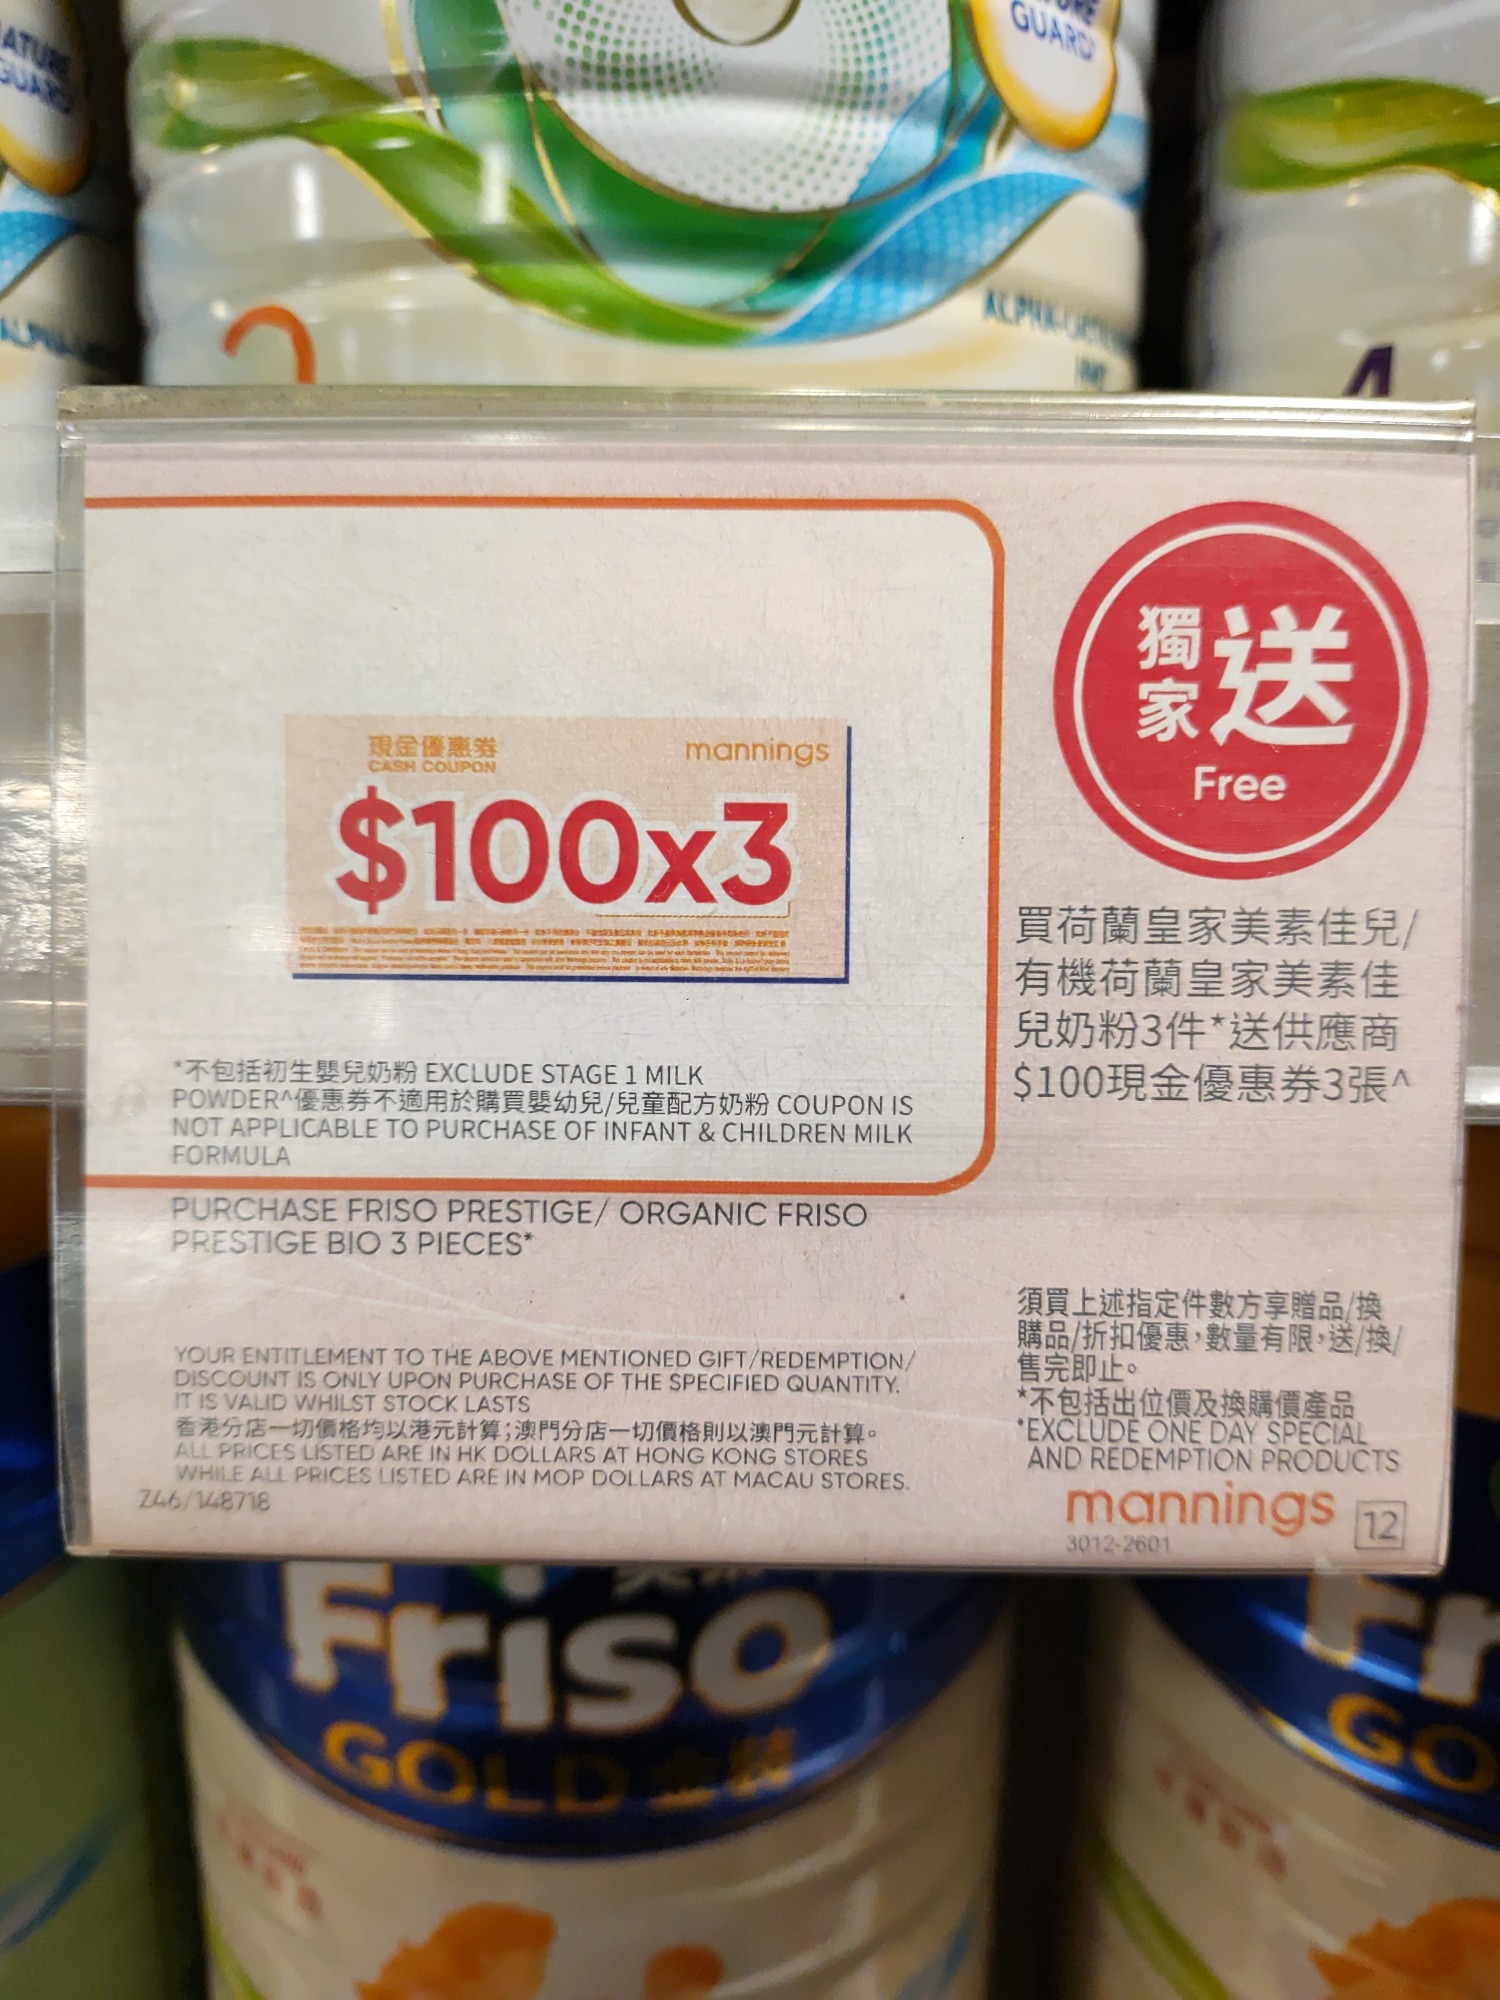 GUARD
2
4
獨家送
Free
現金優惠券
mannings
CASH COUPON
$100x3
買荷蘭皇家美素佳兒/
有機荷蘭皇家美素佳
兒奶粉3件*送供應商
$100現金優惠券3張^
*不包括初生嬰兒奶粉 EXCLUDE STAGE 1 MILK
POWDER^優惠券不適用於購買嬰幼兒/兒童配方奶粉 COUPON IS
NOT APPLICABLE TO PURCHASE OF INFANT & CHILDREN MILK
FORMULA
PURCHASE FRISO PRESTIGE/ ORGANIC FRISO
PRESTIGE BIO 3 PIECES*
YOUR ENTITLEMENT TO THE ABOVE MENTIONED GIFT/REDEMPTION/
DISCOUNT IS ONLY UPON PURCHASE OF THE SPECIFIED QUANTITY.
IT IS VALID WHILST STOCK LASTS
香港分店一切價格均以港元計算;澳門分店一切價格則以澳門元計算。
ALL PRICES LISTED ARE IN HK DOLLARS AT HONG KONG STORES
WHILE ALL PRICES LISTED ARE IN MOP DOLLARS AT MACAU STORES.
Z46/148718
須買上述指定件數方享贈品/換
購品/折扣優惠,數量有限,送/換/
售完即止。
*不包括出位價及換購價產品
*EXCLUDE ONE DAY SPECIAL
AND REDEMPTION PRODUCTS
mannings
12
3012-2601
Friso
GOLD 金裝